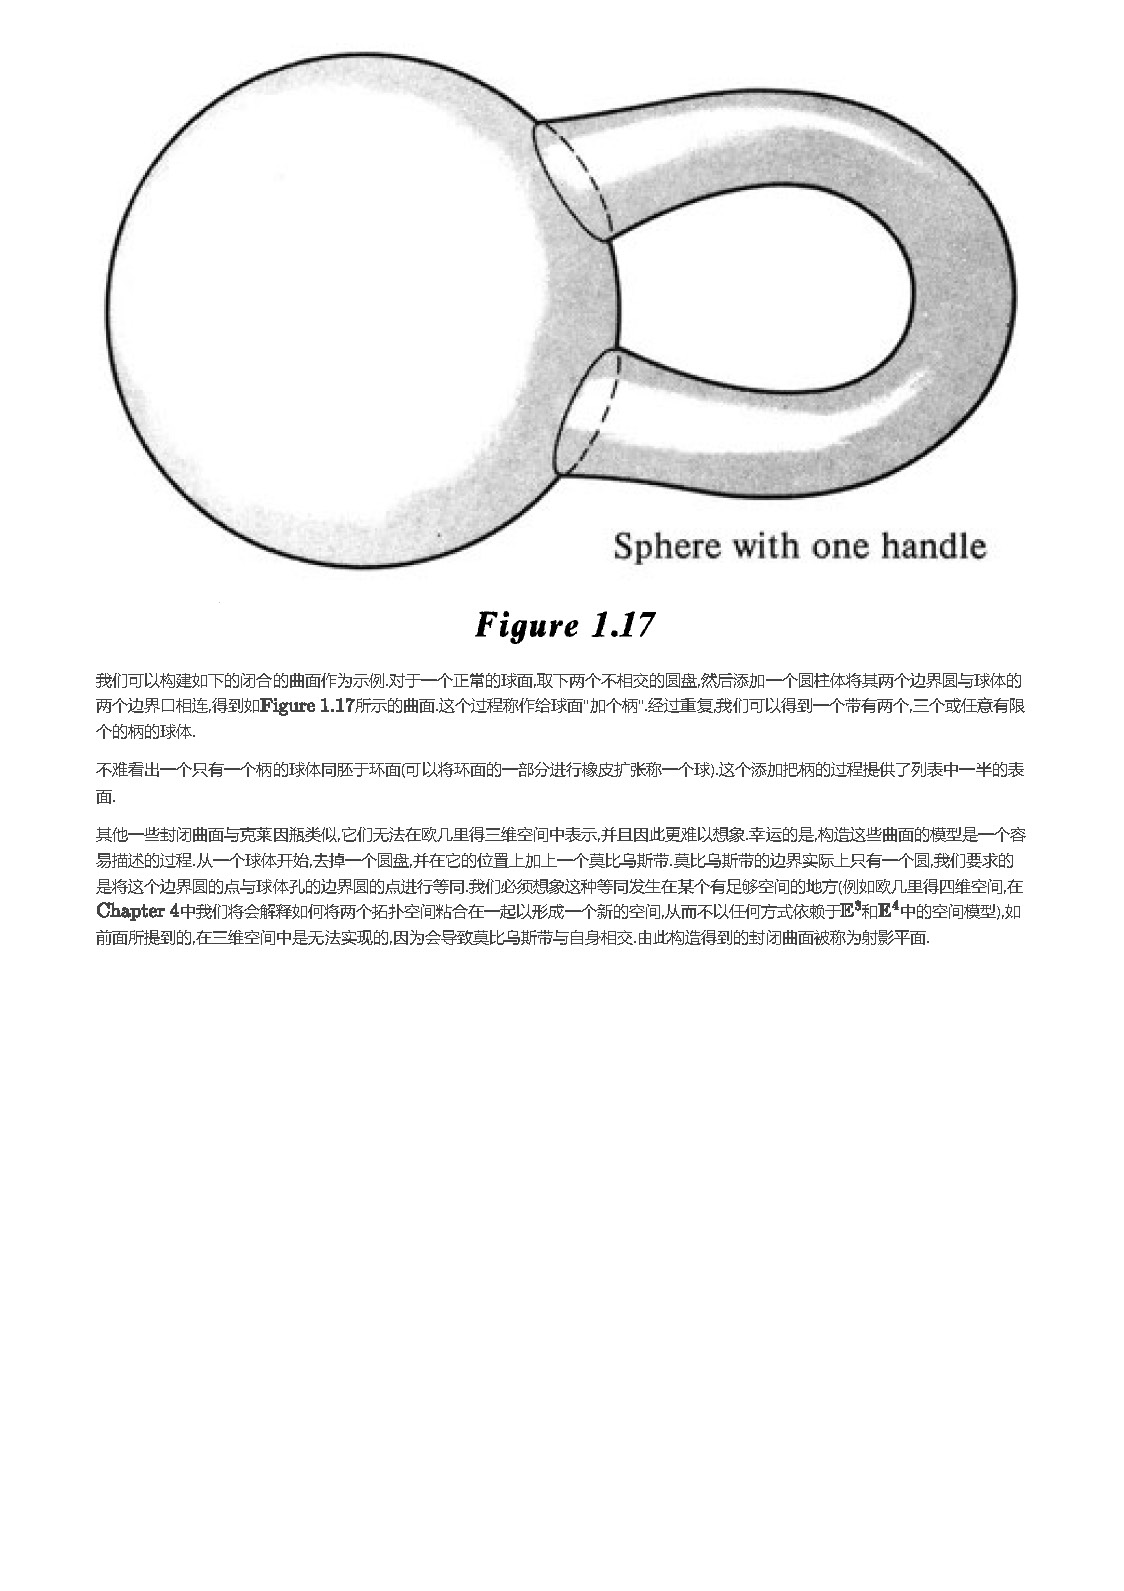 Sphere with one handle
Figure 1.17
我们可以构建如下的闭合的曲面作为示例.对于一个正常的球面,取下两个不相交的圆盘,然后添加一个圆柱体将其两个边界圆与球体的
两个边界口相连,得到如Figure 1.17所示的曲面.这个过程称作给球面"加个柄".经过重复,我们可以得到一个带有两个,三个或任意有限
个的柄的球体.
不难看出一个只有一个柄的球体同胚于环面(可以将环面的一部分进行橡皮扩张称一个球).这个添加把柄的过程提供了列表中一半的表
面.
其他一些封闭曲面与克莱因瓶类似,它们无法在欧几里得三维空间中表示,并且因此更难以想象.幸运的是,构造这些曲面的模型是一个容
易描述的过程.从一个球体开始,去掉一个圆盘,并在它的位置上加上一个莫比乌斯带.莫比乌斯带的边界实际上只有一个圆,我们要求的
是将这个边界圆的点与球体孔的边界圆的点进行等同.我们必须想象这种等同发生在某个有足够空间的地方(例如欧几里得四维空间,在
Chapter 4中我们将会解释如何将两个拓扑空间粘合在一起以形成一个新的空间,从而不以任何方式依赖于𝔼³和𝐄⁴中的空间模型),如
前面所提到的,在三维空间中是无法实现的,因为会导致莫比乌斯带与自身相交.由此构造得到的封闭曲面被称为射影平面.